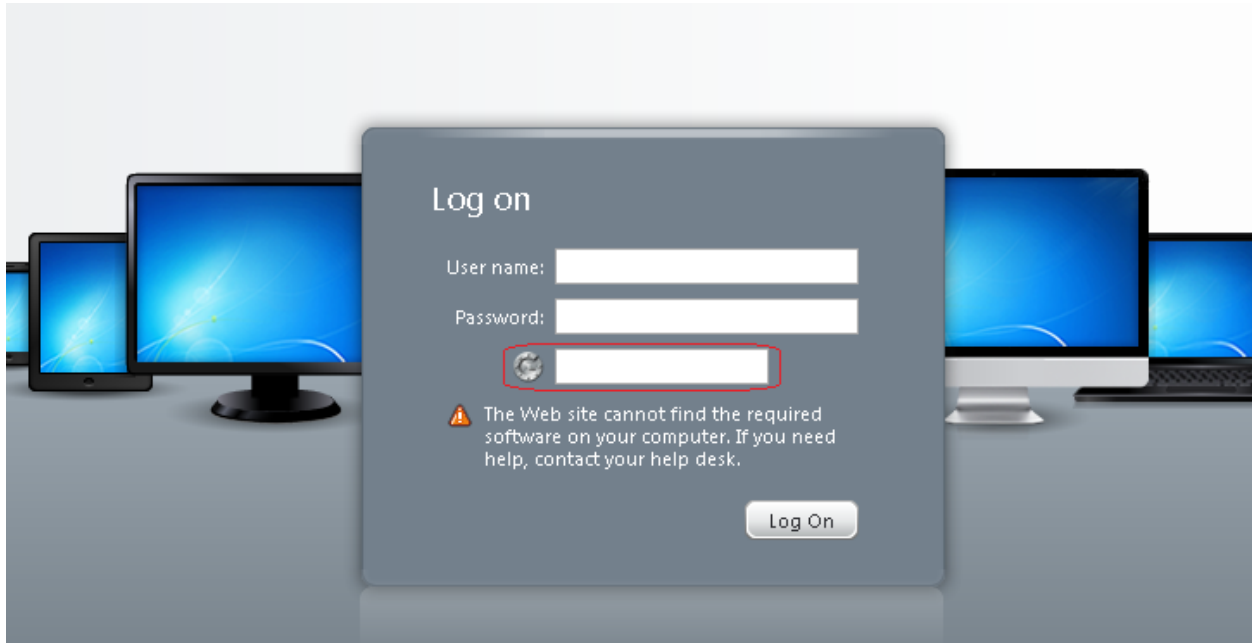 Log on
User name:
Password:
The Web site cannot find the required
software on your computer. If you need
help, contact your help desk.
Log On